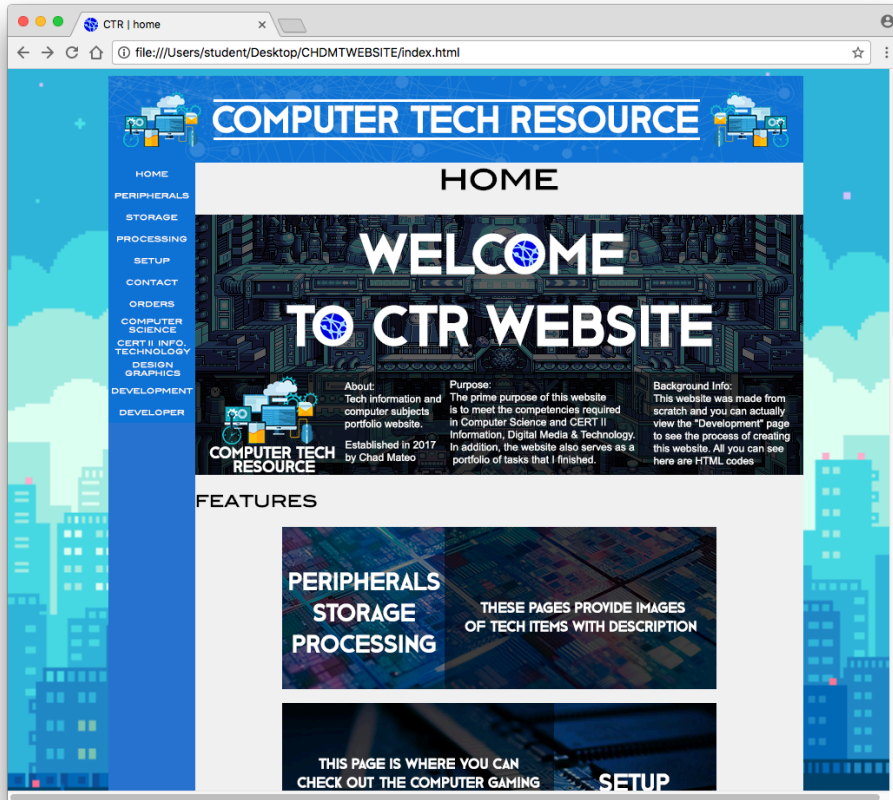 CTR | home
file:///Users/student/Desktop/CHDMTWEBSITE/index.html
COMPUTER TECH RESOURCE
HOME
PERIPHERALS
STORAGE
PROCESSING
SETUP
CONTACT
ORDERS
COMPUTER
SCIENCE
CERT II INFO.
TECHNOLOGY
DESIGN
GRAPHICS
DEVELOPMENT
DEVELOPER
HOME
WELCOME
TO CTR WEBSITE
COMPUTER TECH
RESOURCE
About:
Tech information and
computer subjects
portfolio website.
Established in 2017
by Chad Mateo
Purpose:
The prime purpose of this website
is to meet the competencies required
in Computer Science and CERT II
Information, Digital Media & Technology.
In addition, the website also serves as a
portfolio of tasks that I finished.
Background Info:
This website was made from
scratch and you can actually
view the "Development" page
to see the process of creating
this website. All you can see
here are HTML codes
FEATURES
PERIPHERALS
STORAGE
PROCESSING
THESE PAGES PROVIDE IMAGES
OF TECH ITEMS WITH DESCRIPTION
THIS PAGE IS WHERE YOU CAN
CHECK OUT THE COMPUTER GAMING
SETUP